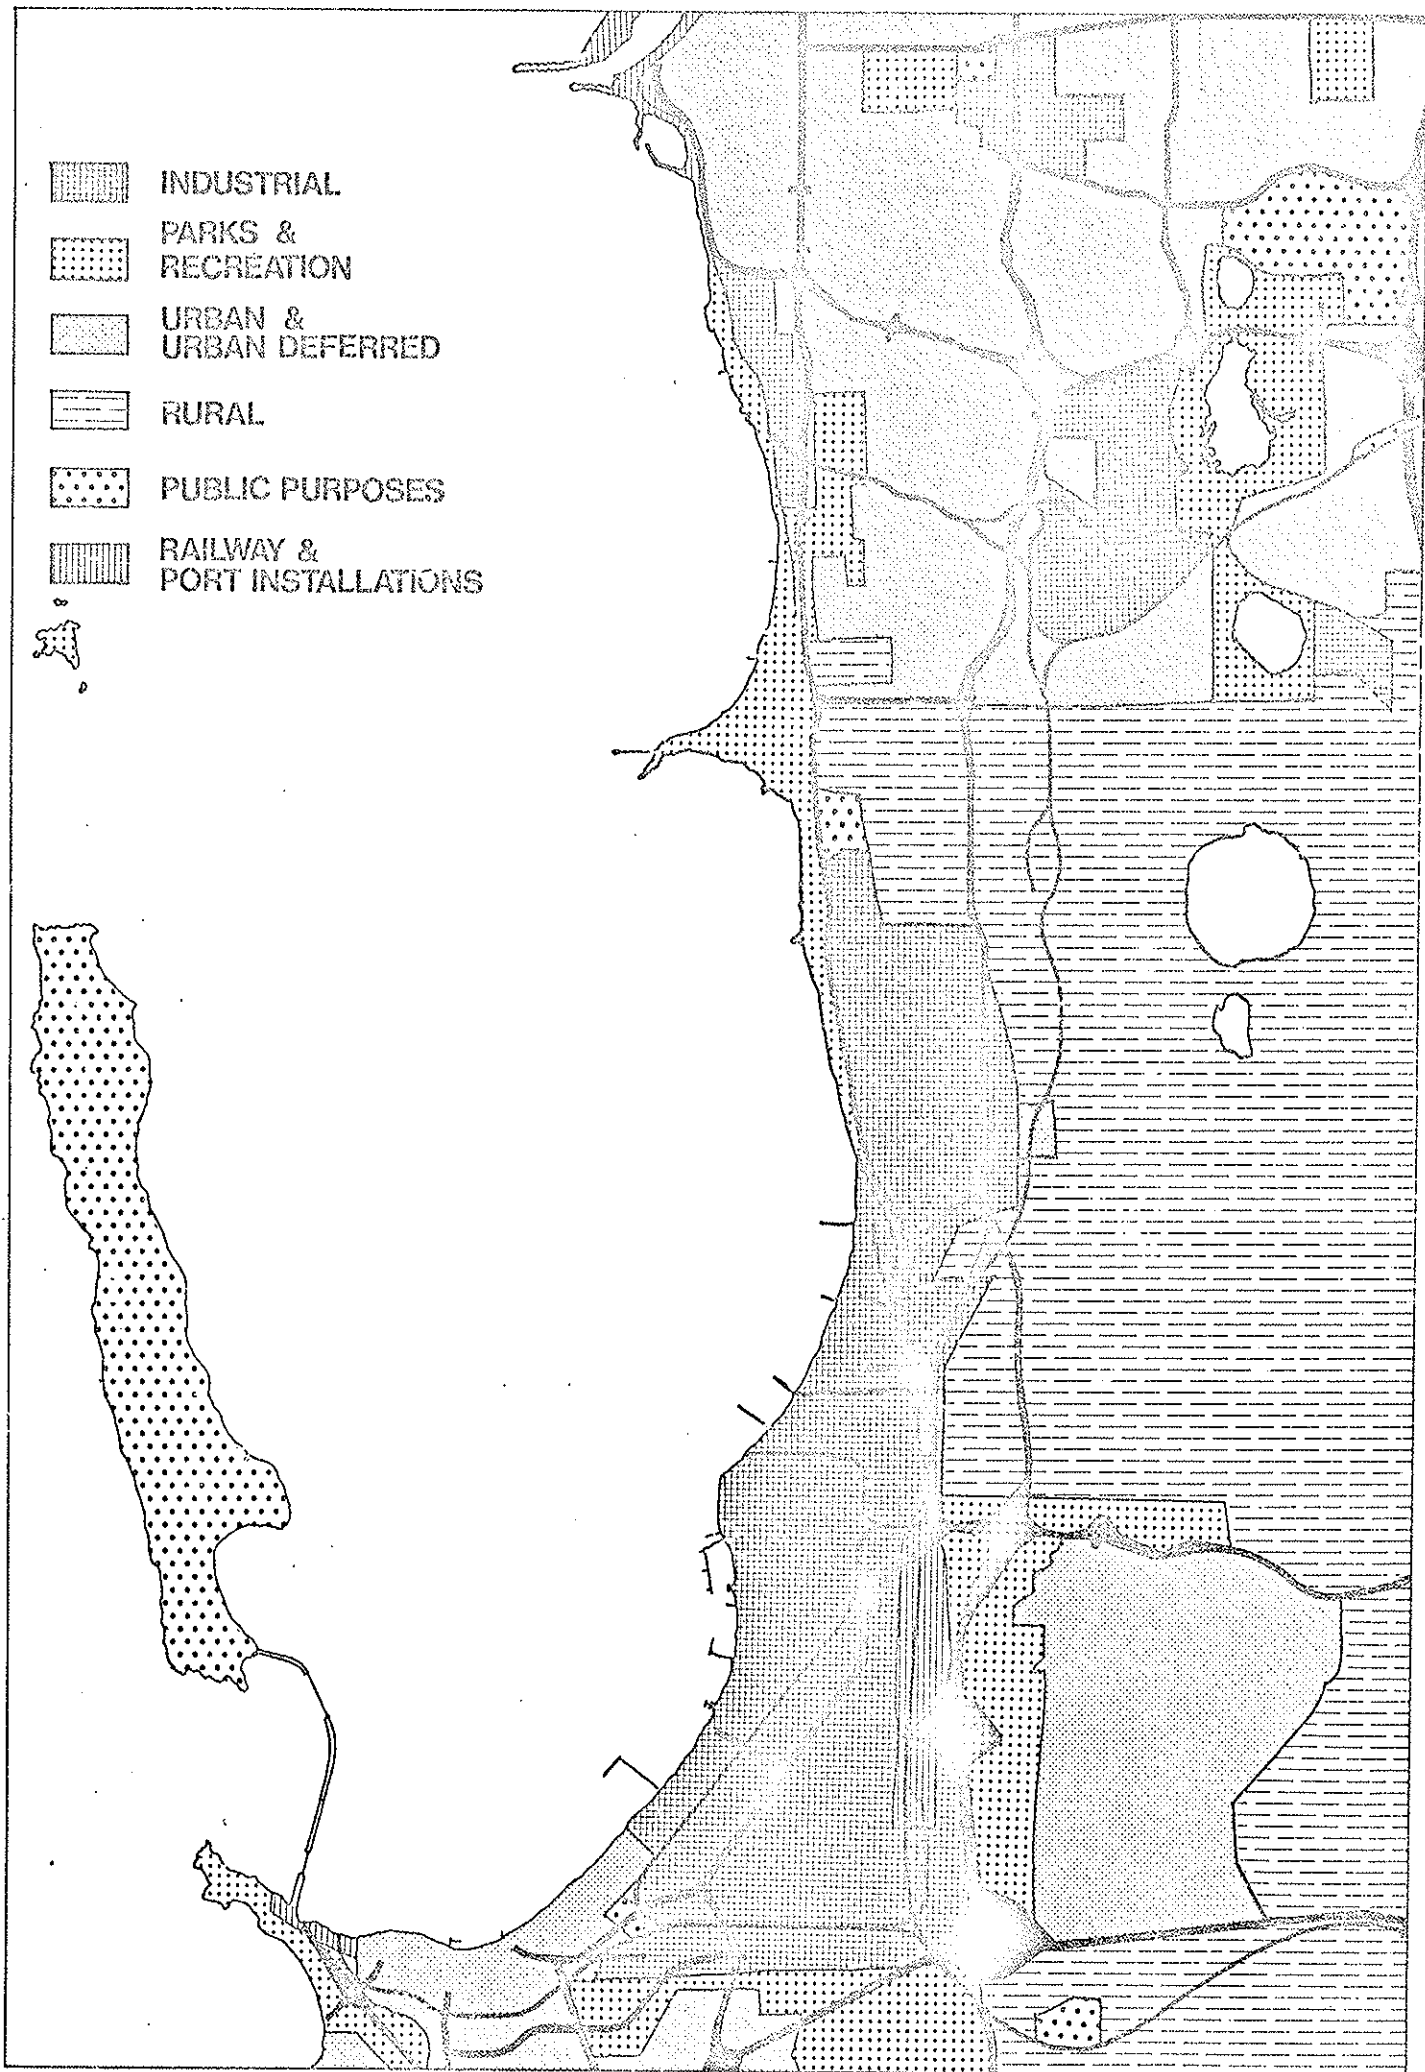 INDUSTRIAL
PARKS &
RECREATION
URBAN &
URBAN DEFERRED
RURAL
PUBLIC PURPOSES
RAILWAY &
PORT INSTALLATIONS